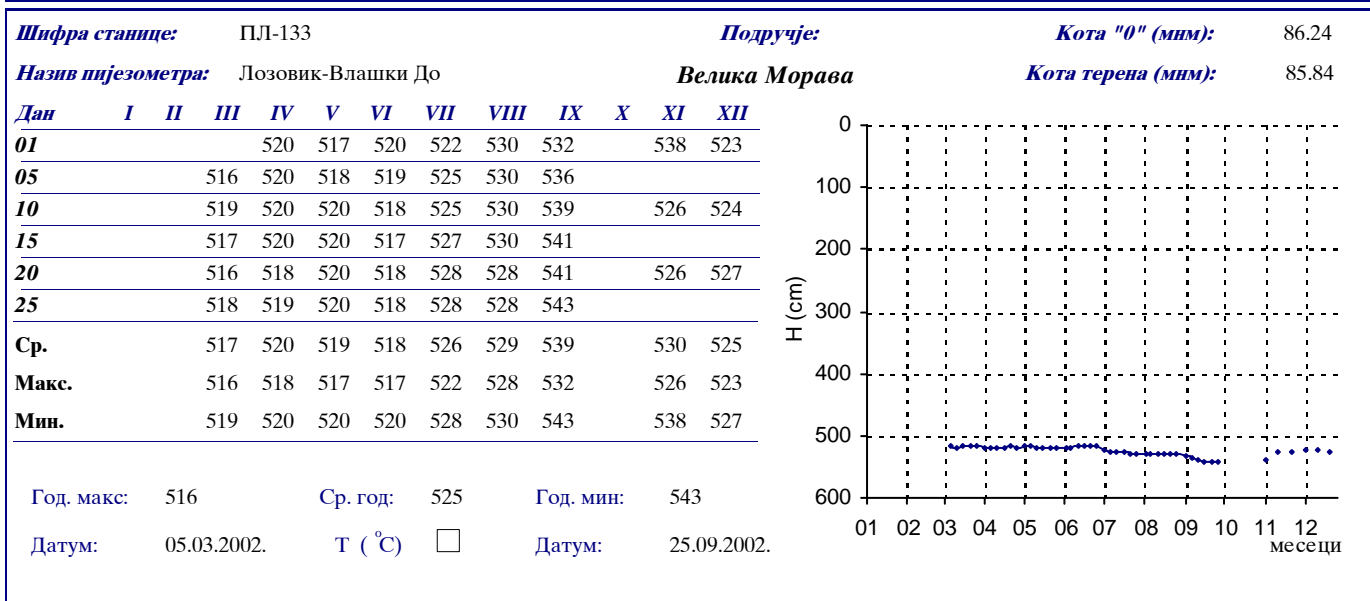 Шифра станице: ПЛ-133 Подручје: Кота "0" (мнм): 86.24
Назив пијезометра: Лозовик-Влашки До Велика Морава Кота терена (мнм): 85.84
Дан I II III IV V VI VII VIII IX X XI XII
01 520 517 520 522 530 532 538 523
05 516 520 518 519 525 530 536
10 519 520 520 518 525 530 539 526 524
15 517 520 520 517 527 530 541
20 516 518 520 518 528 528 541 526 527
25 518 519 520 518 528 528 543
Ср. 517 520 519 518 526 529 539 530 525
Макс. 516 518 517 517 522 528 532 526 523
Мин. 519 520 520 520 528 530 543 538 527
Год. макс: 516 Ср. год: 525 Год. мин: 543
Датум: 05.03.2002. Т ( °C) Датум: 25.09.2002.
0
100
200
300
400
500
600
H (cm)
01 02 03 04 05 06 07 08 09 10 11 12
месеци